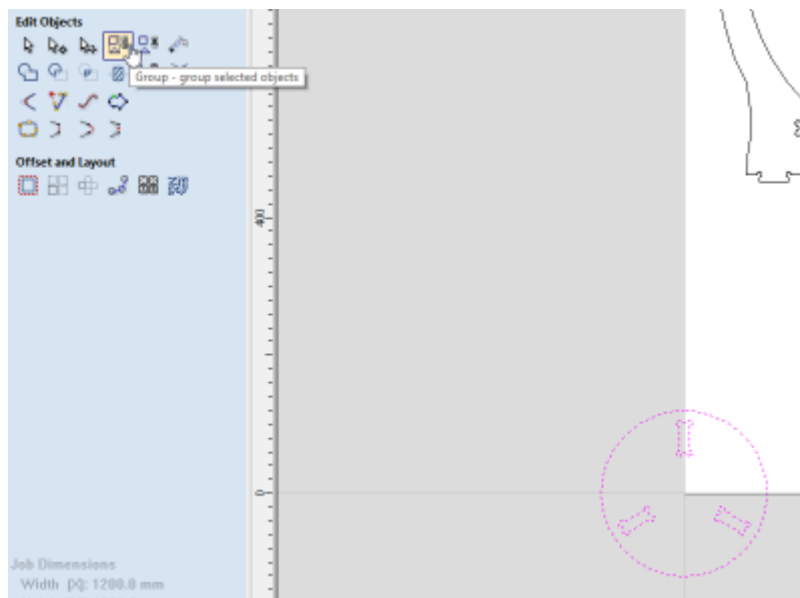 Edit Objects
Group - group selected objects
Offset and Layout
400
0
Job Dimensions
Width (X): 1200.0 mm